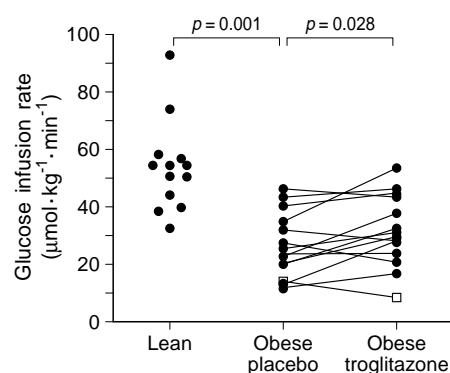 p = 0.001 p = 0.028
100
80
60
40
20
0
Glucose infusion rate
(μmol·kg⁻¹·min⁻¹)
Lean
Obese
placebo
Obese
troglitazone